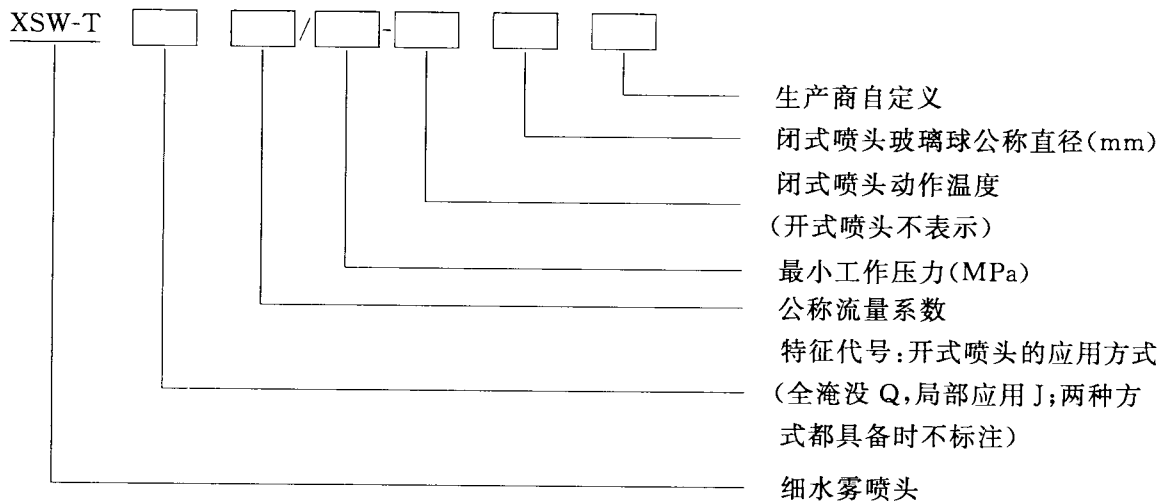 XSW-T / -
生产商自定义
闭式喷头玻璃球公称直径(mm)
闭式喷头动作温度
(开式喷头不表示)
最小工作压力(MPa)
公称流量系数
特征代号:开式喷头的应用方式
(全淹没 Q,局部应用 J;两种方
式都具备时不标注)
细水雾喷头